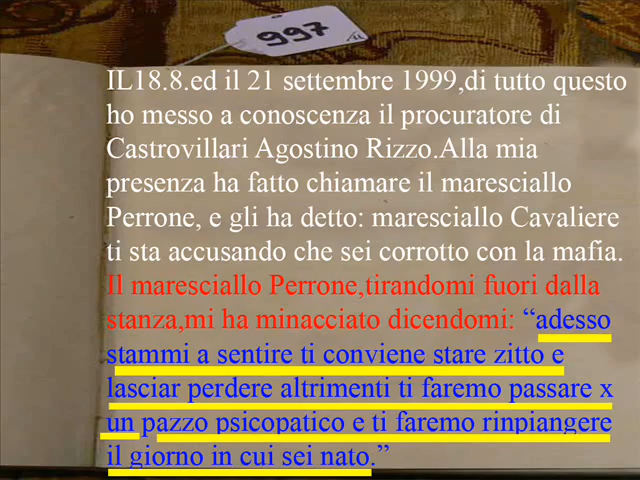 997
IL18.8.ed il 21 settembre 1999,di tutto questo
ho messo a conoscenza il procuratore di
Castrovillari Agostino Rizzo.Alla mia
presenza ha fatto chiamare il maresciallo
Perrone, e gli ha detto: maresciallo Cavaliere
ti sta accusando che sei corrotto con la mafia.
Il maresciallo Perrone,tirandomi fuori dalla
stanza,mi ha minacciato dicendomi: “adesso
stammi a sentire ti conviene stare zitto e
lasciar perdere altrimenti ti faremo passare x
un pazzo psicopatico e ti faremo rinpiangere
il giorno in cui sei nato.”